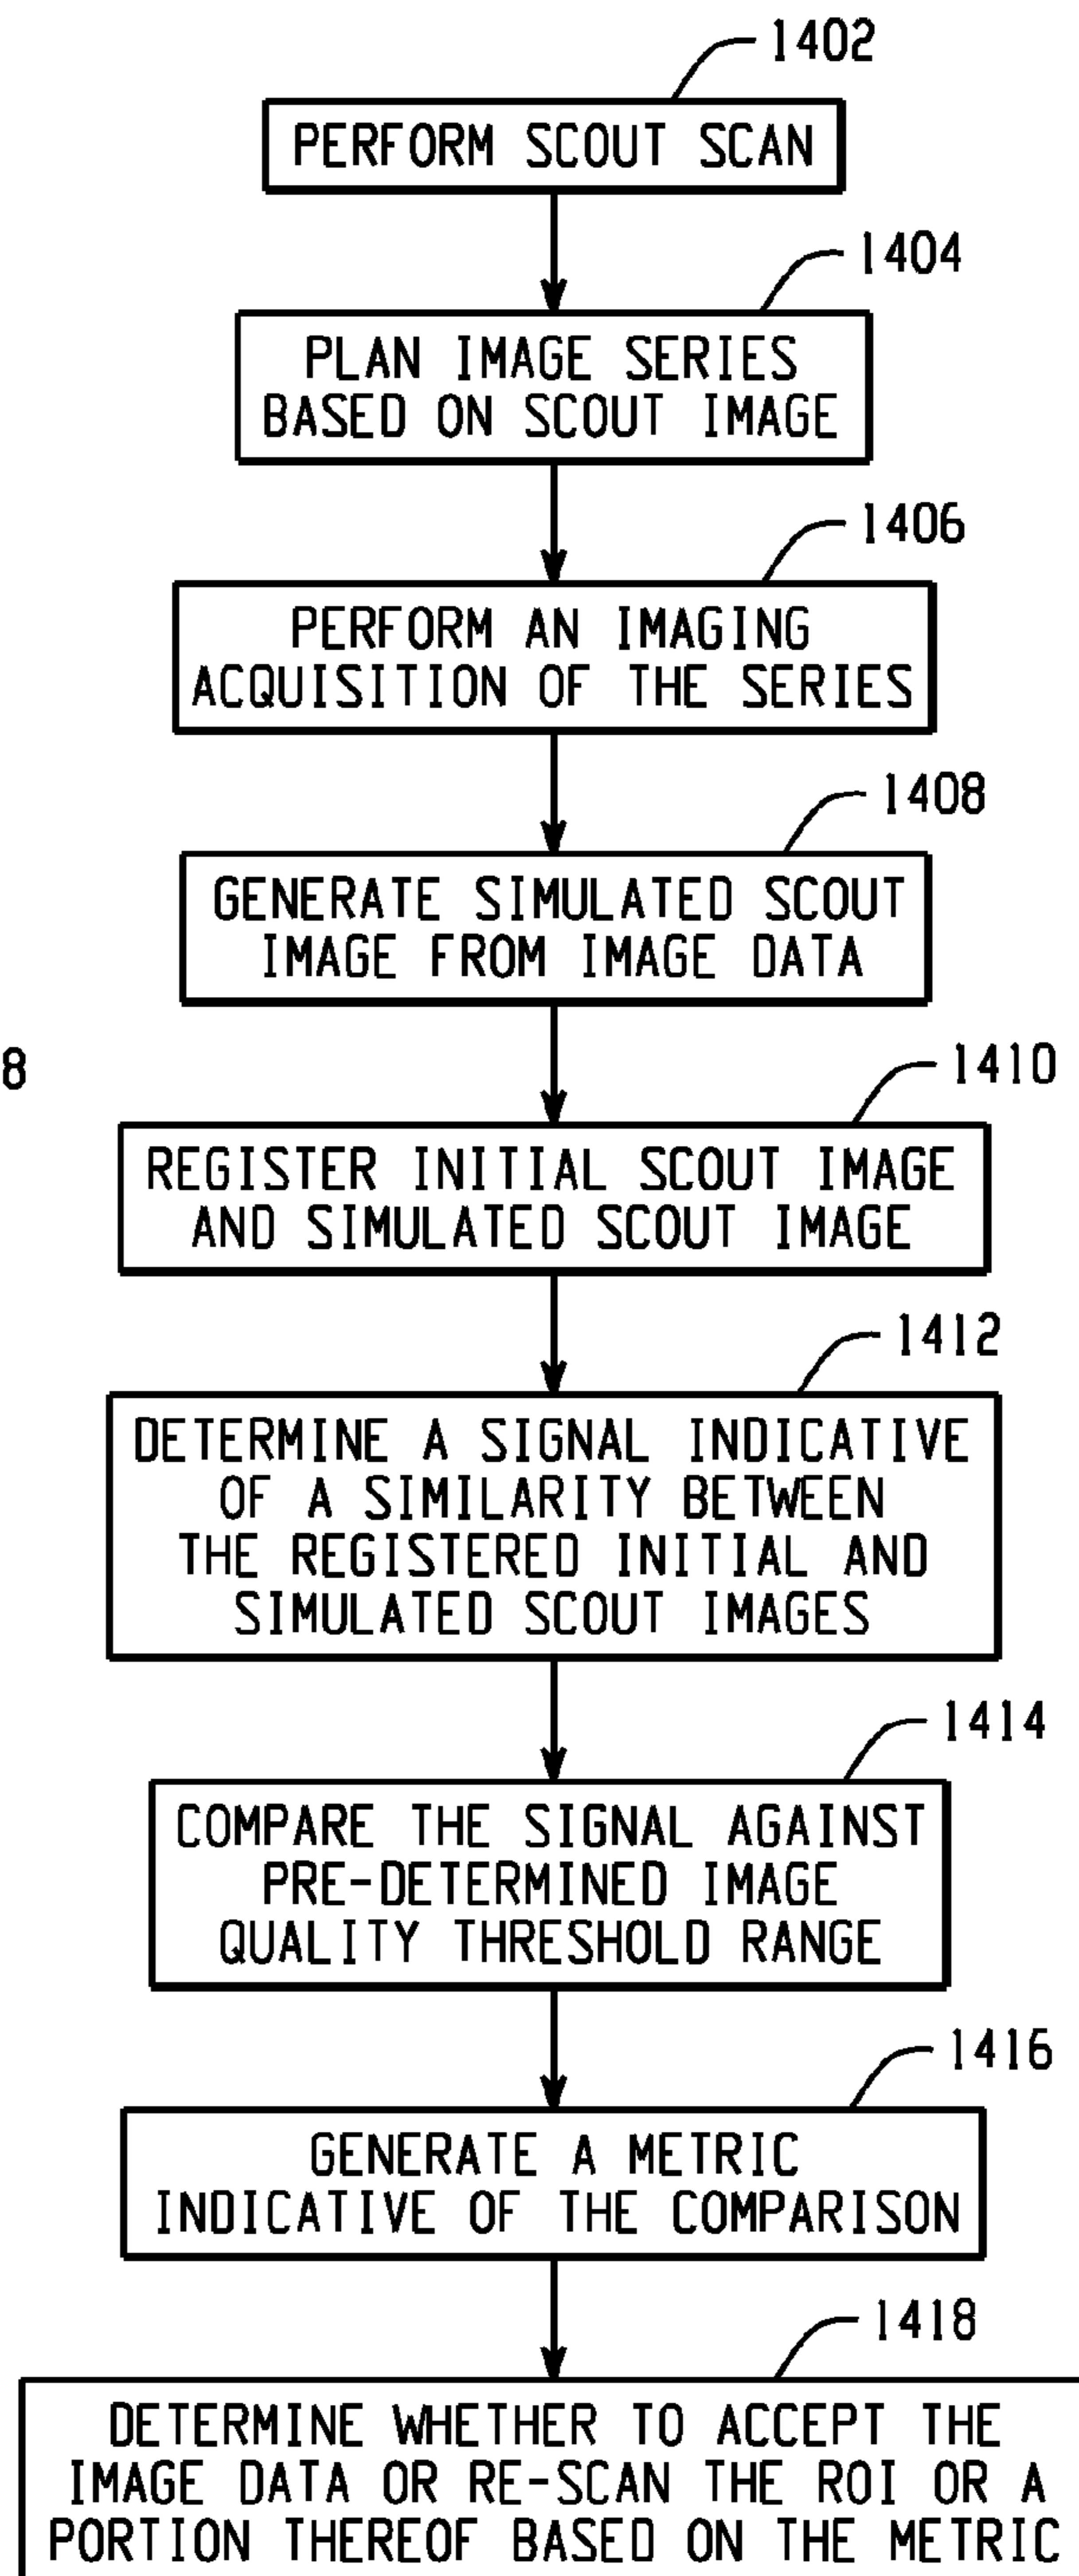 1402
PERFORM SCOUT SCAN
1404
PLAN IMAGE SERIES
BASED ON SCOUT IMAGE
1406
PERFORM AN IMAGING
ACQUISITION OF THE SERIES
1408
GENERATE SIMULATED SCOUT
IMAGE FROM IMAGE DATA
8
1410
REGISTER INITIAL SCOUT IMAGE
AND SIMULATED SCOUT IMAGE
1412
DETERMINE A SIGNAL INDICATIVE
OF A SIMILARITY BETWEEN
THE REGISTERED INITIAL AND
SIMULATED SCOUT IMAGES
1414
COMPARE THE SIGNAL AGAINST
PRE-DETERMINED IMAGE
QUALITY THRESHOLD RANGE
1416
GENERATE A METRIC
INDICATIVE OF THE COMPARISON
1418
DETERMINE WHETHER TO ACCEPT THE
IMAGE DATA OR RE-SCAN THE ROI OR A
PORTION THEREOF BASED ON THE METRIC